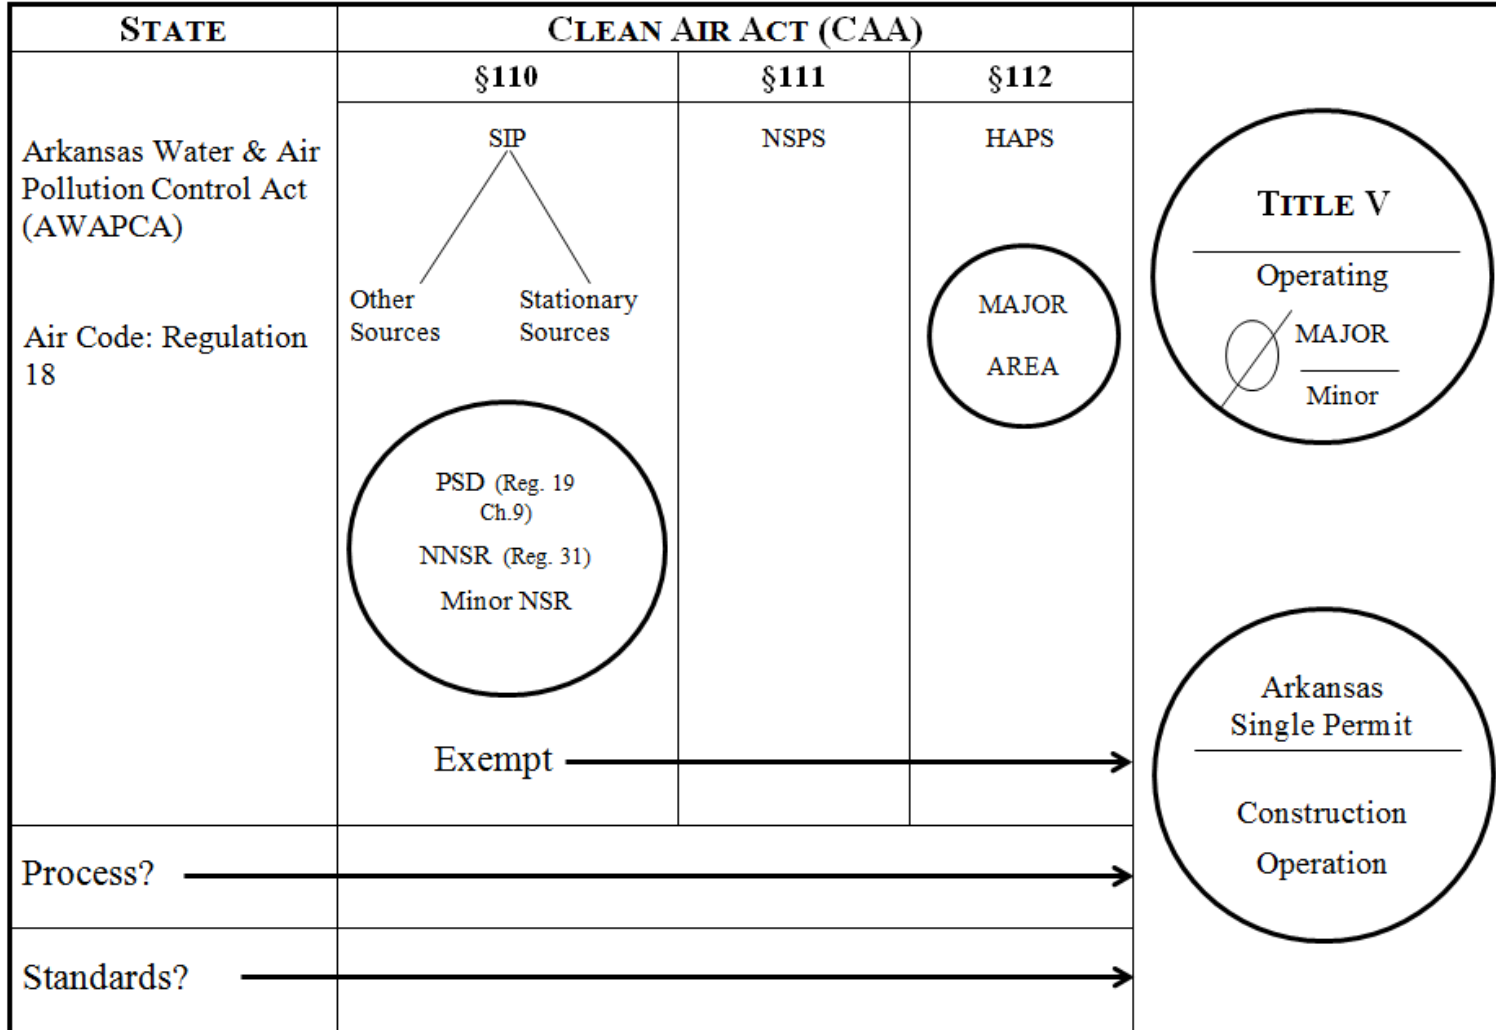 STATE
CLEAN AIR ACT (CAA)
§110
§111
§112
Arkansas Water & Air
Pollution Control Act
(AWAPCA)
Air Code: Regulation
18
SIP
Other
Sources
Stationary
Sources
PSD (Reg. 19
Ch.9)
NNSR (Reg. 31)
Minor NSR
NSPS
HAPS
MAJOR
AREA
Exempt
Process?
Standards?
TITLE V
Operating
MAJOR
Minor
Arkansas
Single Permit
Construction
Operation